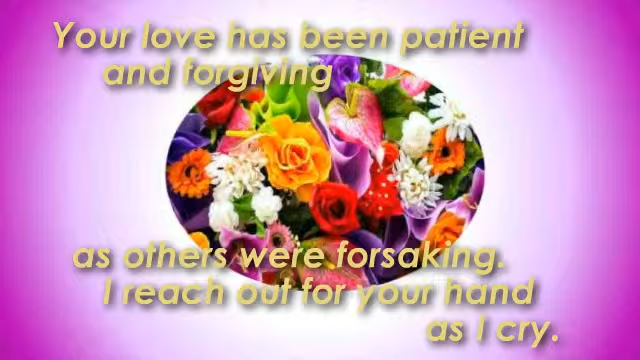 Your love has been patient
and forgiving
as others were forsaking.
I reach out for your hand
as I cry.